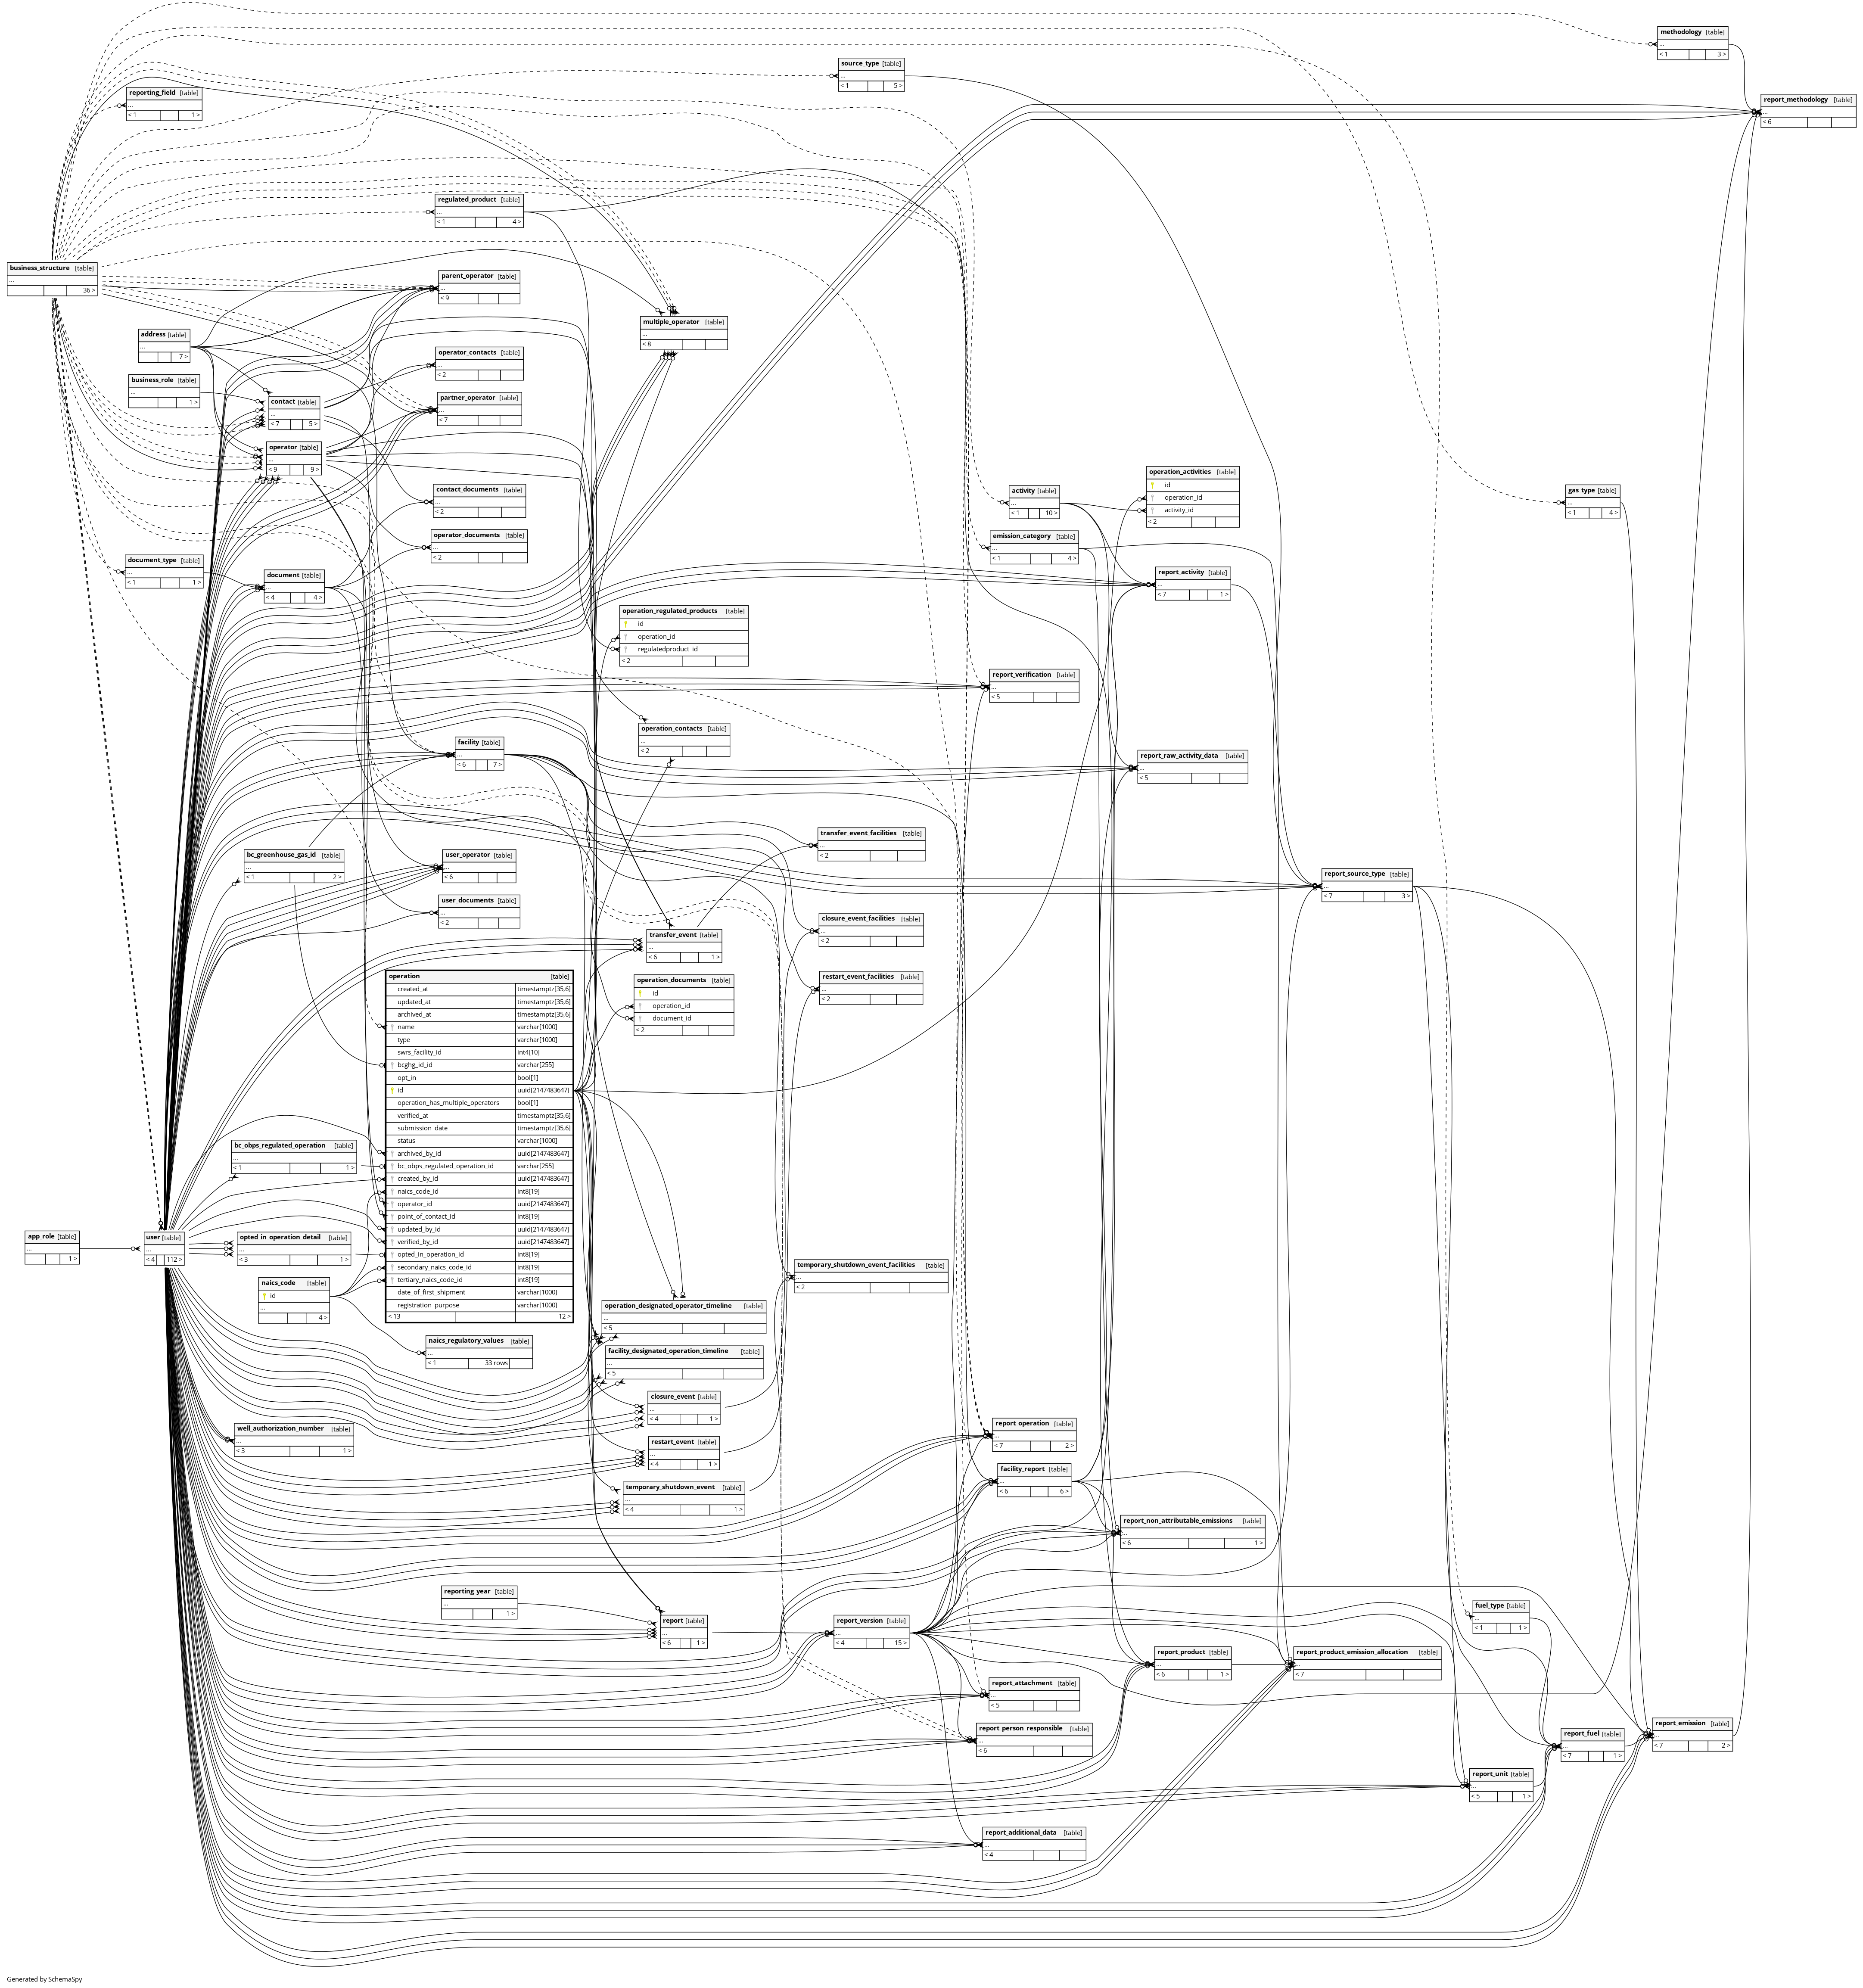 methodology [table]
...
< 1 3 >
source_type [table]
...
< 1 5 >
reporting_field [table]
...
< 1 1 >
report_methodology [table]
...
< 6
regulated_product [table]
...
< 1 4 >
business_structure [table]
...
36 >
parent_operator [table]
...
< 9
multiple_operator [table]
...
< 8
address [table]
...
7 >
operator_contacts [table]
...
< 2
business_role [table]
...
1 >
contact [table]
...
< 7 5 >
partner_operator [table]
...
< 7
operator [table]
...
< 9 9 >
operation_activities [table]
id
operation_id
activity_id
< 2
contact_documents [table]
...
< 2
activity [table]
...
< 1 10 >
gas_type [table]
...
< 1 4 >
operator_documents [table]
...
< 2
emission_category [table]
...
< 1 4 >
document_type [table]
...
< 1 1 >
document [table]
...
< 4 4 >
report_activity [table]
...
< 7 1 >
operation_regulated_products [table]
id
operation_id
regulatedproduct_id
< 2
report_verification [table]
...
< 5
operation_contacts [table]
...
< 2
facility [table]
...
< 6 7 >
report_raw_activity_data [table]
...
< 5
transfer_event_facilities [table]
...
< 2
bc_greenhouse_gas_id [table]
...
< 1 2 >
user_operator [table]
...
< 6
report_source_type [table]
...
< 7 3 >
user_documents [table]
...
< 2
closure_event_facilities [table]
...
< 2
transfer_event [table]
...
< 6 1 >
restart_event_facilities [table]
...
< 2
operation_documents [table]
id
operation_id
document_id
< 2
operation [table]
created_at timestamptz[35,6]
updated_at timestamptz[35,6]
archived_at timestamptz[35,6]
name varchar[1000]
type varchar[1000]
swrs_facility_id int4[10]
bcghg_id_id varchar[255]
opt_in bool[1]
id uuid[2147483647]
operation_has_multiple_operators bool[1]
verified_at timestamptz[35,6]
submission_date timestamptz[35,6]
status varchar[1000]
archived_by_id uuid[2147483647]
bc_obps_regulated_operation_id varchar[255]
created_by_id uuid[2147483647]
naics_code_id int8[19]
operator_id uuid[2147483647]
point_of_contact_id int8[19]
updated_by_id uuid[2147483647]
verified_by_id uuid[2147483647]
opted_in_operation_id int8[19]
secondary_naics_code_id int8[19]
tertiary_naics_code_id int8[19]
date_of_first_shipment varchar[1000]
registration_purpose varchar[1000]
< 13 12 >
bc_obps_regulated_operation [table]
...
< 1 1 >
app_role [table]
...
1 >
user [table]
...
< 4 112 >
opted_in_operation_detail [table]
...
< 3 1 >
naics_code [table]
id
...
4 >
temporary_shutdown_event_facilities [table]
...
< 2
operation_designated_operator_timeline [table]
...
< 5
naics_regulatory_values [table]
...
< 1 33 rows
facility_designated_operation_timeline [table]
...
< 5
closure_event [table]
...
< 4 1 >
well_authorization_number [table]
...
< 3 1 >
report_operation [table]
...
< 7 2 >
restart_event [table]
...
< 4 1 >
facility_report [table]
...
< 6 6 >
temporary_shutdown_event [table]
...
< 4 1 >
report_non_attributable_emissions [table]
...
< 6 1 >
reporting_year [table]
...
1 >
report [table]
...
< 6 1 >
report_version [table]
...
< 4 15 >
fuel_type [table]
...
< 1 1 >
report_product [table]
...
< 6 1 >
report_product_emission_allocation [table]
...
< 7
report_attachment [table]
...
< 5
report_person_responsible [table]
...
< 6
report_fuel [table]
...
< 7 1 >
report_emission [table]
...
< 7 2 >
report_unit [table]
...
< 5 1 >
report_additional_data [table]
...
< 4
Generated by SchemaSpy